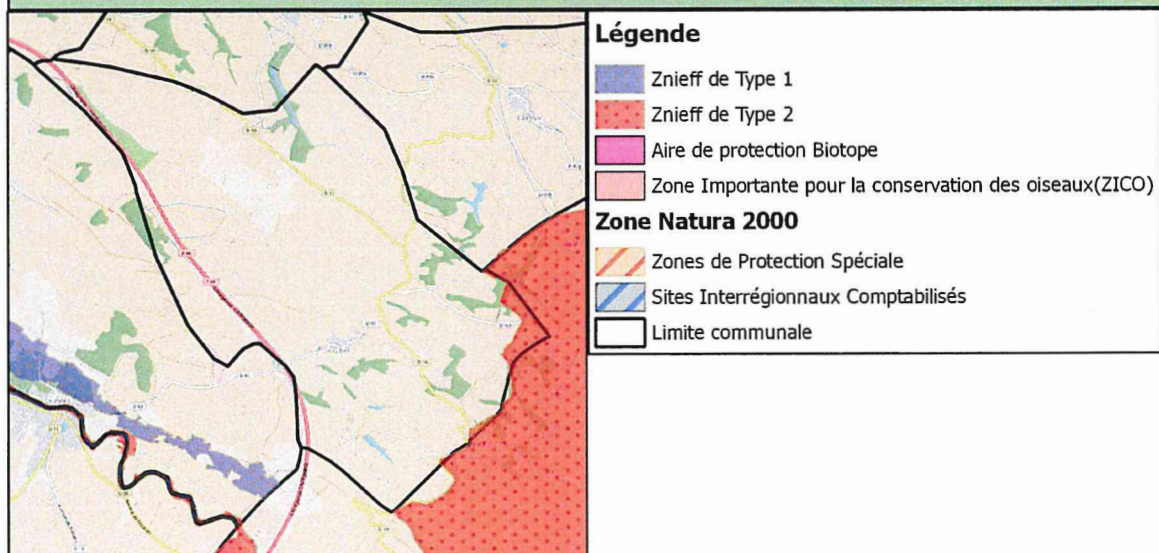 Légende
Znieff de Type 1
Znieff de Type 2
Aire de protection Biotope
Zone Importante pour la conservation des oiseaux(ZICO)
Zone Natura 2000
Zones de Protection Spéciale
Sites Interrégionaux Comptabilisés
Limite communale